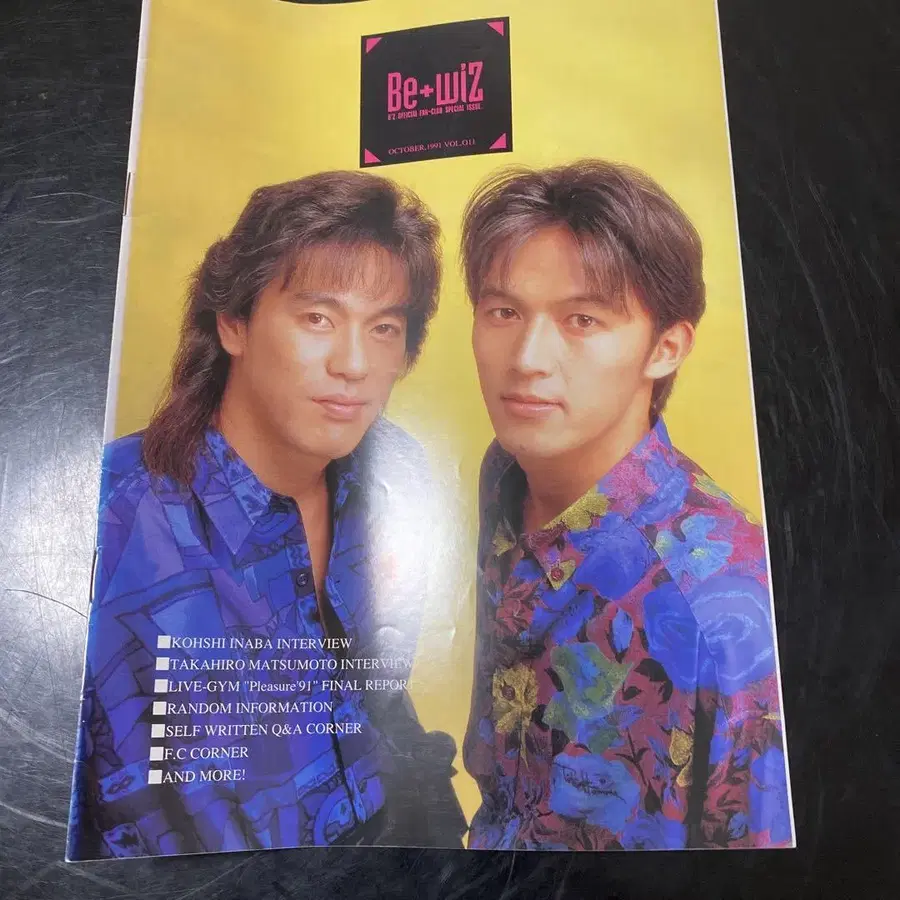 Be+wiZ
B'Z OFFICIAL FAN-CLUB SPECIAL ISSUE.
OCTOBER,1991 VOL.011
■KOHSHI INABA INTERVIEW
■TAKAHIRO MATSUMOTO INTERVIEW
■LIVE-GYM "Pleasure'91" FINAL REPORT
■RANDOM INFORMATION
■SELF WRITTEN Q&A CORNER
■F.C CORNER
■AND MORE!